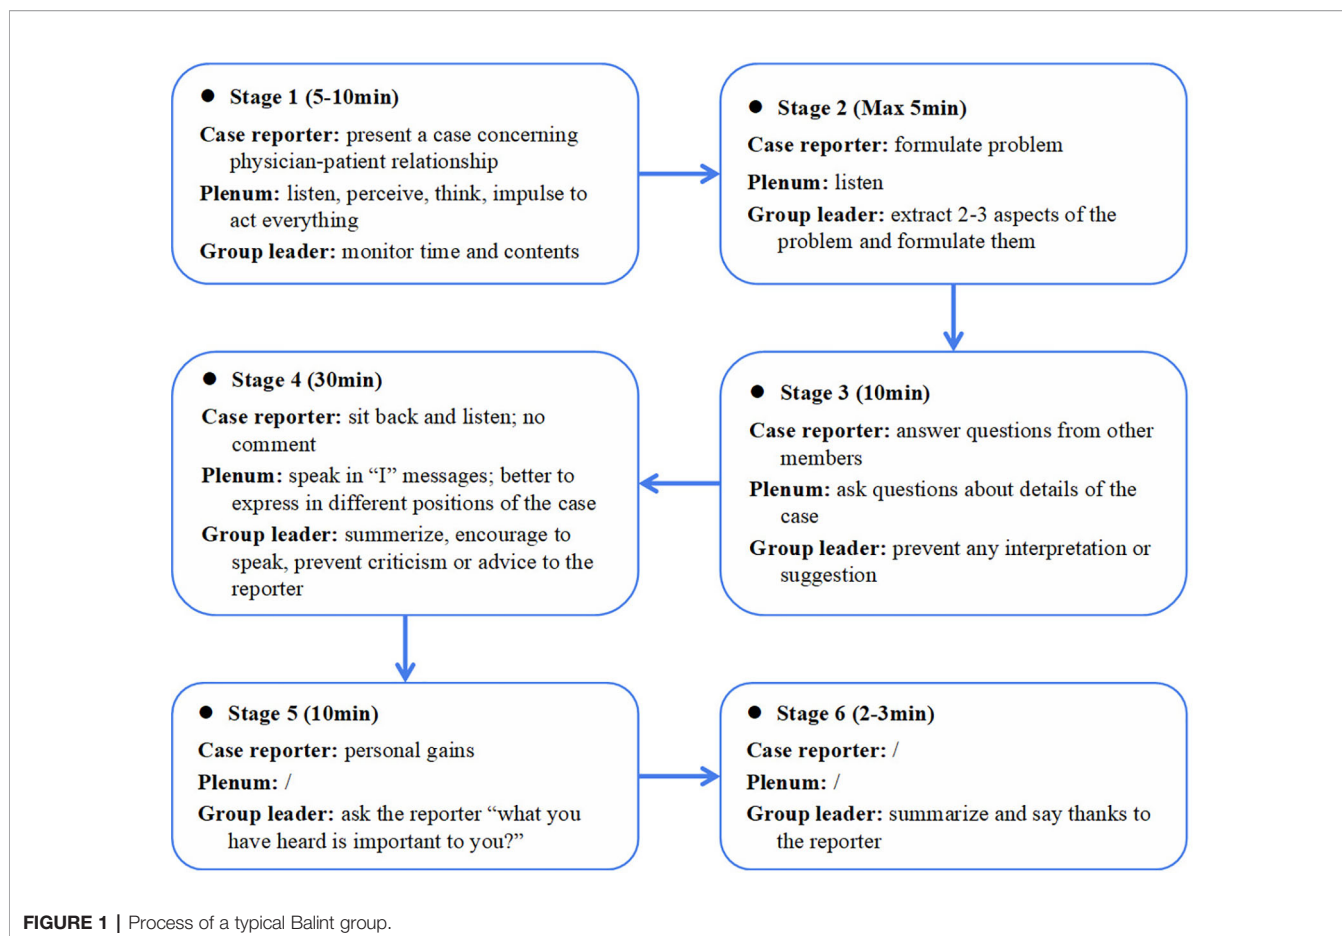 ● Stage 1 (5-10min)
Case reporter: present a case concerning
physician-patient relationship
Plenum: listen, perceive, think, impulse to
act everything
Group leader: monitor time and contents
● Stage 2 (Max 5min)
Case reporter: formulate problem
Plenum: listen
Group leader: extract 2-3 aspects of the
problem and formulate them
● Stage 3 (10min)
Case reporter: answer questions from other
members
Plenum: ask questions about details of the
case
Group leader: prevent any interpretation or
suggestion
● Stage 4 (30min)
Case reporter: sit back and listen; no
comment
Plenum: speak in “I” messages; better to
express in different positions of the case
Group leader: summerize, encourage to
speak, prevent criticism or advice to the
reporter
● Stage 5 (10min)
Case reporter: personal gains
Plenum: /
Group leader: ask the reporter “what you
have heard is important to you?”
● Stage 6 (2-3min)
Case reporter: /
Plenum: /
Group leader: summarize and say thanks to
the reporter
FIGURE 1 | Process of a typical Balint group.